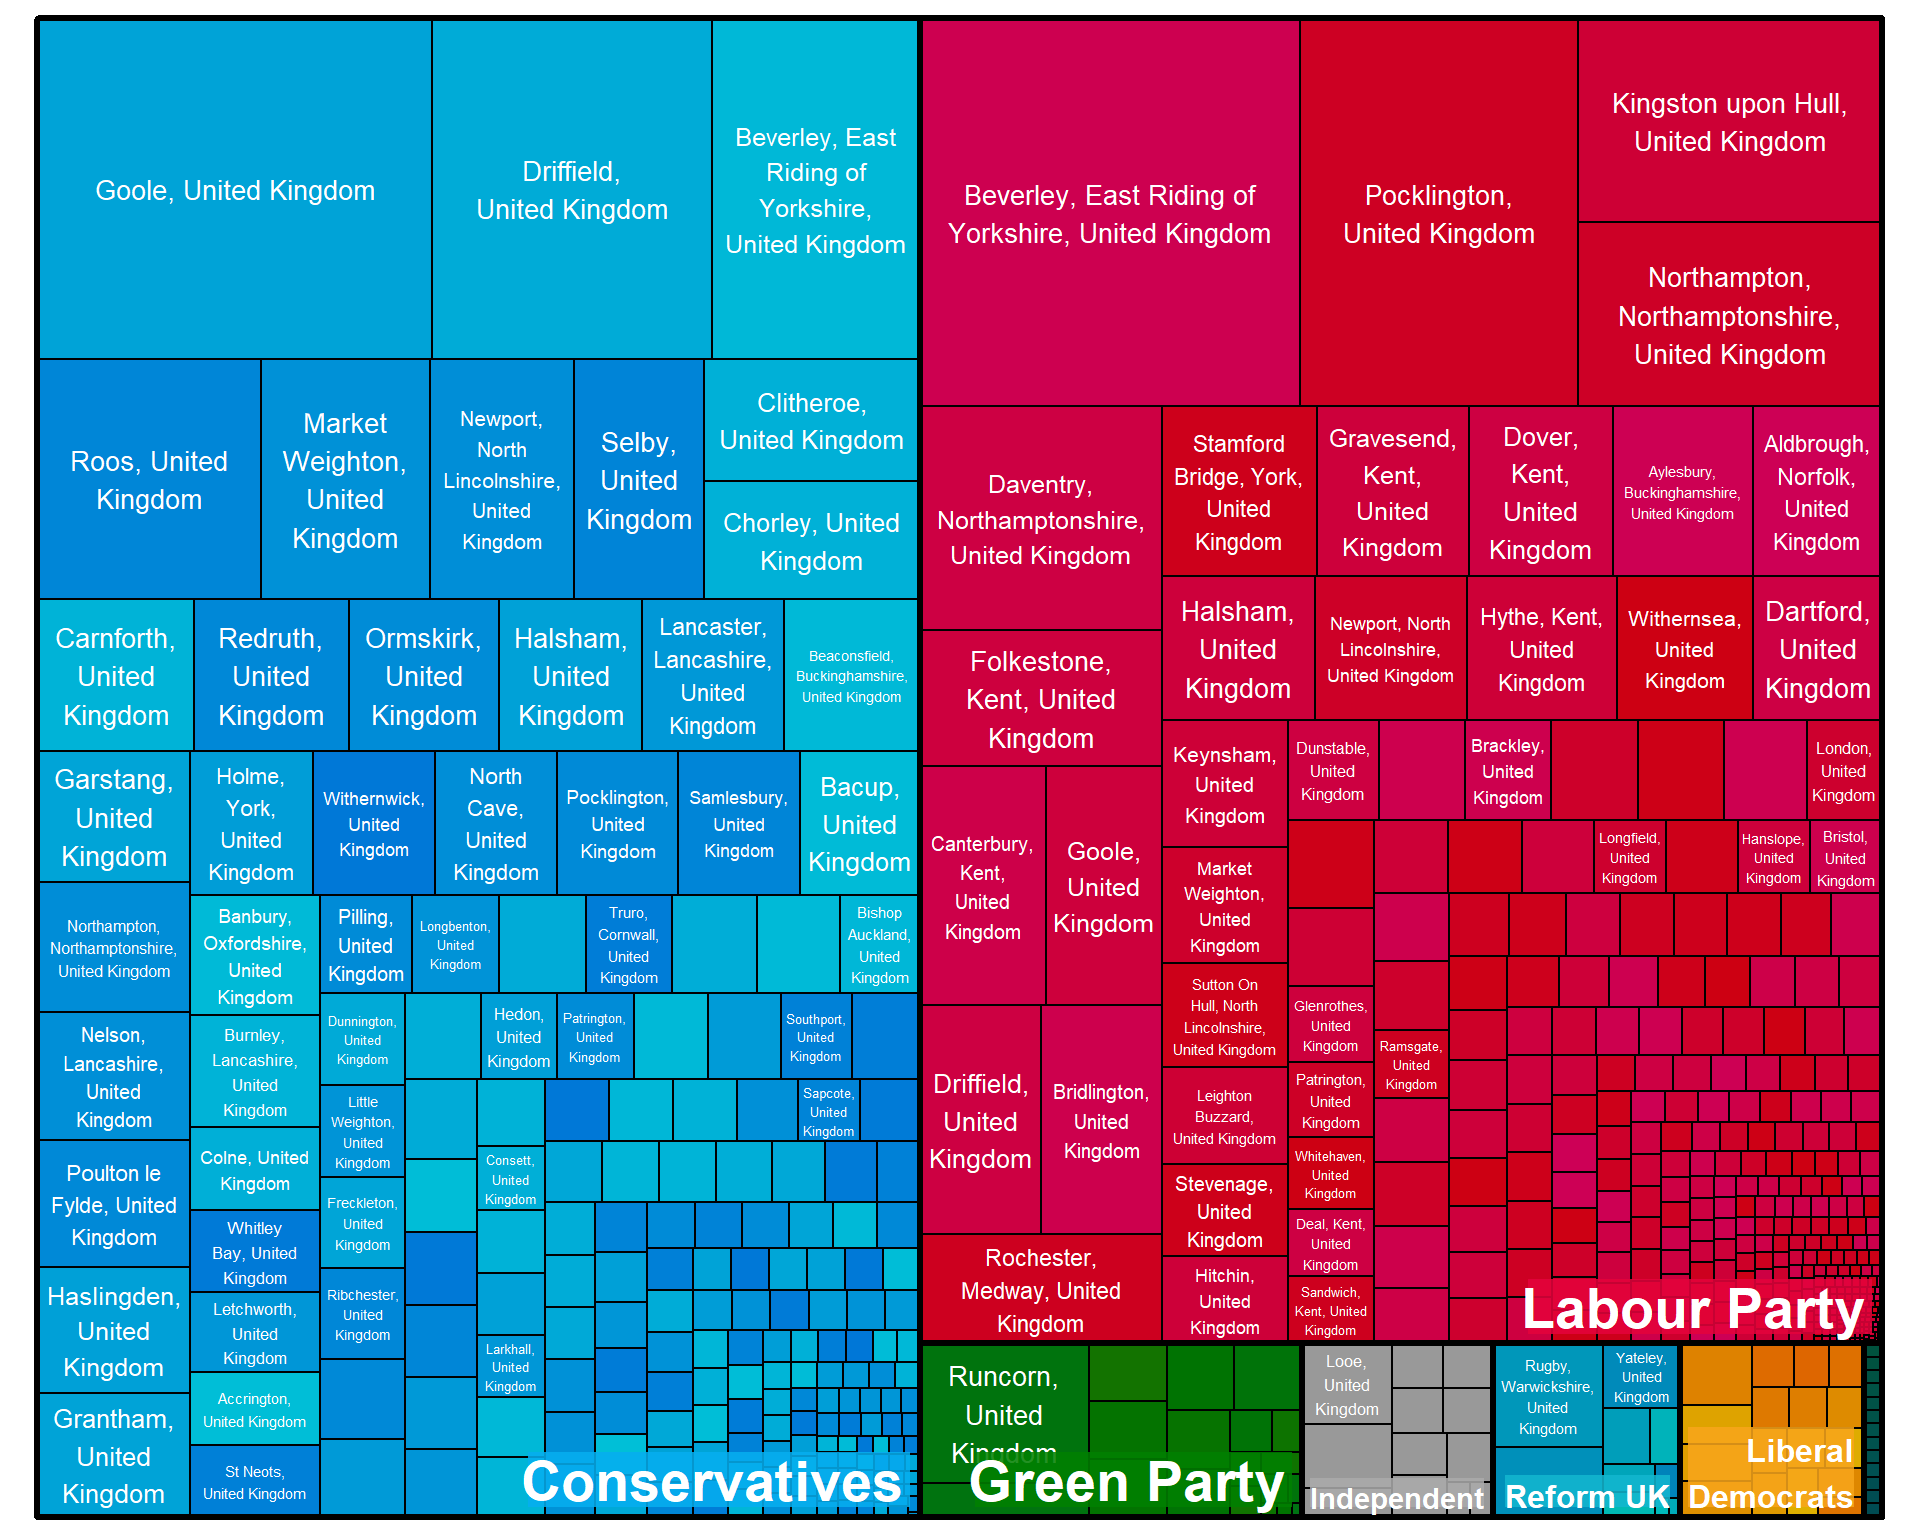 Goole, United Kingdom
Driffield,
United Kingdom
Beverley, East
Riding of
Yorkshire,
United Kingdom
Roos, United
Kingdom
Market
Weighton,
United
Kingdom
Newport,
North
Lincolnshire,
United
Kingdom
Selby,
United
Kingdom
Clitheroe,
United Kingdom
Chorley, United
Kingdom
Carnforth,
United
Kingdom
Redruth,
United
Kingdom
Ormskirk,
United
Kingdom
Halsham,
United
Kingdom
Lancaster,
Lancashire,
United
Kingdom
Beaconsfield,
Buckinghamshire,
United Kingdom
Garstang,
United
Kingdom
Holme,
York,
United
Kingdom
Withernwick,
United
Kingdom
North
Cave,
United
Kingdom
Pocklington,
United
Kingdom
Samlesbury,
United
Kingdom
Bacup,
United
Kingdom
Northampton,
Northamptonshire,
United Kingdom
Banbury,
Oxfordshire,
United
Kingdom
Pilling,
United
Kingdom
Longbenton,
United
Kingdom
Truro,
Cornwall,
United
Kingdom
Bishop
Auckland,
United
Kingdom
Nelson,
Lancashire,
United
Kingdom
Burnley,
Lancashire,
United
Kingdom
Dunnington,
United
Kingdom
Hedon,
United
Kingdom
Patrington,
United
Kingdom
Southport,
United
Kingdom
Little
Weighton,
United
Kingdom
Sapcote,
United
Kingdom
Poulton le
Fylde, United
Kingdom
Colne, United
Kingdom
Consett,
United
Kingdom
Whitley
Bay, United
Kingdom
Freckleton,
United
Kingdom
Haslingden,
United
Kingdom
Letchworth,
United
Kingdom
Ribchester,
United
Kingdom
Larkhall,
United
Kingdom
Grantham,
United
Kingdom
Accrington,
United Kingdom
St Neots,
United Kingdom
Conservatives
Beverley, East Riding of
Yorkshire, United Kingdom
Pocklington,
United Kingdom
Kingston upon Hull,
United Kingdom
Northampton,
Northamptonshire,
United Kingdom
Daventry,
Northamptonshire,
United Kingdom
Stamford
Bridge, York,
United
Kingdom
Gravesend,
Kent,
United
Kingdom
Dover,
Kent,
United
Kingdom
Aylesbury,
Buckinghamshire,
United Kingdom
Aldbrough,
Norfolk,
United
Kingdom
Folkestone,
Kent, United
Kingdom
Halsham,
United
Kingdom
Newport, North
Lincolnshire,
United Kingdom
Hythe, Kent,
United
Kingdom
Withernsea,
United
Kingdom
Dartford,
United
Kingdom
Canterbury,
Kent,
United
Kingdom
Goole,
United
Kingdom
Keynsham,
United
Kingdom
Dunstable,
United
Kingdom
Brackley,
United
Kingdom
London,
United
Kingdom
Market
Weighton,
United
Kingdom
Longfield,
United
Kingdom
Hanslope,
United
Kingdom
Bristol,
United
Kingdom
Driffield,
United
Kingdom
Bridlington,
United
Kingdom
Sutton On
Hull, North
Lincolnshire,
United Kingdom
Glenrothes,
United
Kingdom
Ramsgate,
United
Kingdom
Leighton
Buzzard,
United Kingdom
Patrington,
United
Kingdom
Stevenage,
United
Kingdom
Whitehaven,
United
Kingdom
Deal, Kent,
United
Kingdom
Rochester,
Medway, United
Kingdom
Hitchin,
United
Kingdom
Sandwich,
Kent, United
Kingdom
Labour Party
Runcorn,
United
Kingdom
Green Party
Looe,
United
Kingdom
Independent
Rugby,
Warwickshire,
United
Kingdom
Yateley,
United
Kingdom
Reform UK
Liberal
Democrats